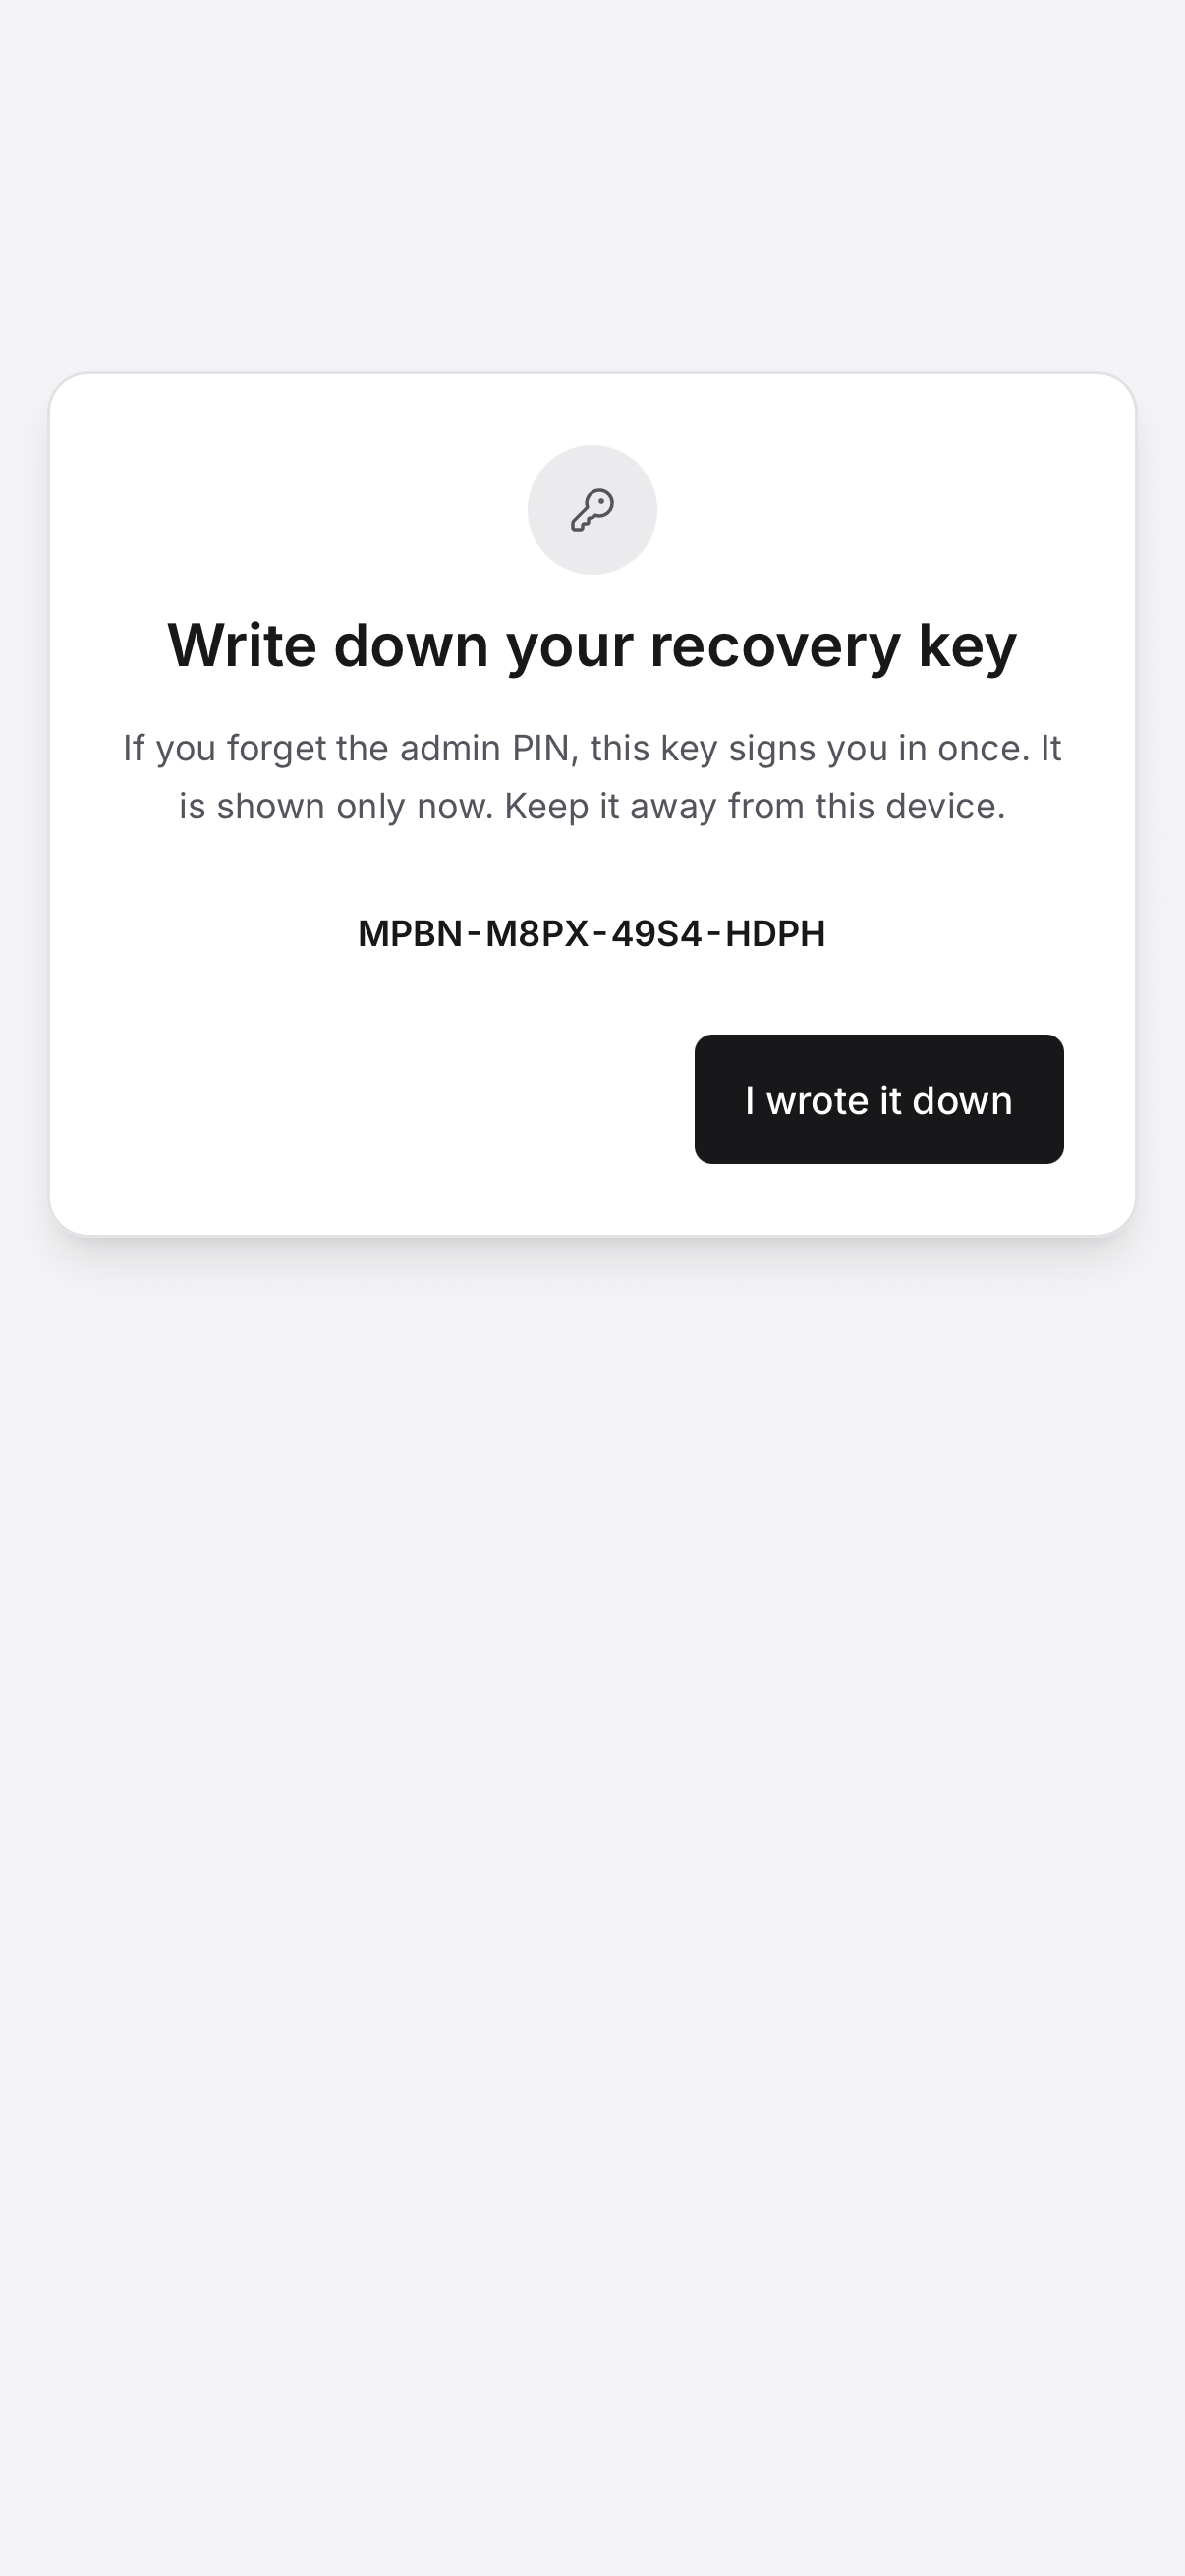 Write down your recovery key
If you forget the admin PIN, this key signs you in once. It
is shown only now. Keep it away from this device.
MPBN-M8PX-49S4-HDPH
I wrote it down